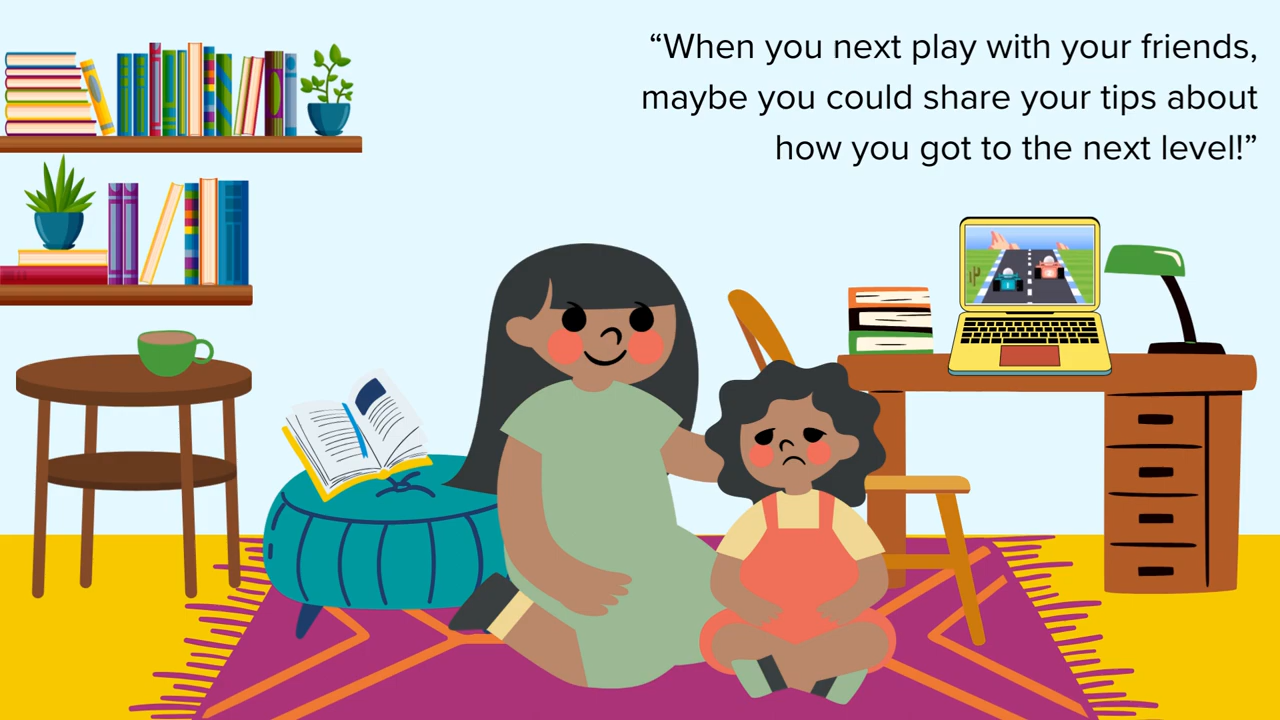 “When you next play with your friends,
maybe you could share your tips about
how you got to the next level!”